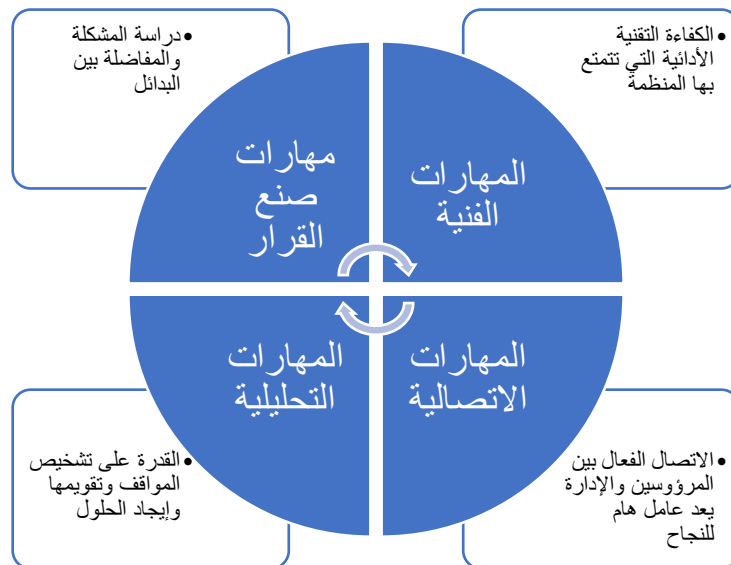 •الكفاءة التقنية
الأدائية التي تتمتع
بها المنظمة
•دراسة المشكلة
والمفاضلة بين
البدائل
المهارات
الفنية
مهارات
صنع
القرار
المهارات
الاتصالية
المهارات
التحليلية
•الاتصال الفعال بين
المرؤوسين والإدارة
يعد عامل هام
للنجاح
•القدرة على تشخيص
المواقف وتقويمها
وإيجاد الحلول